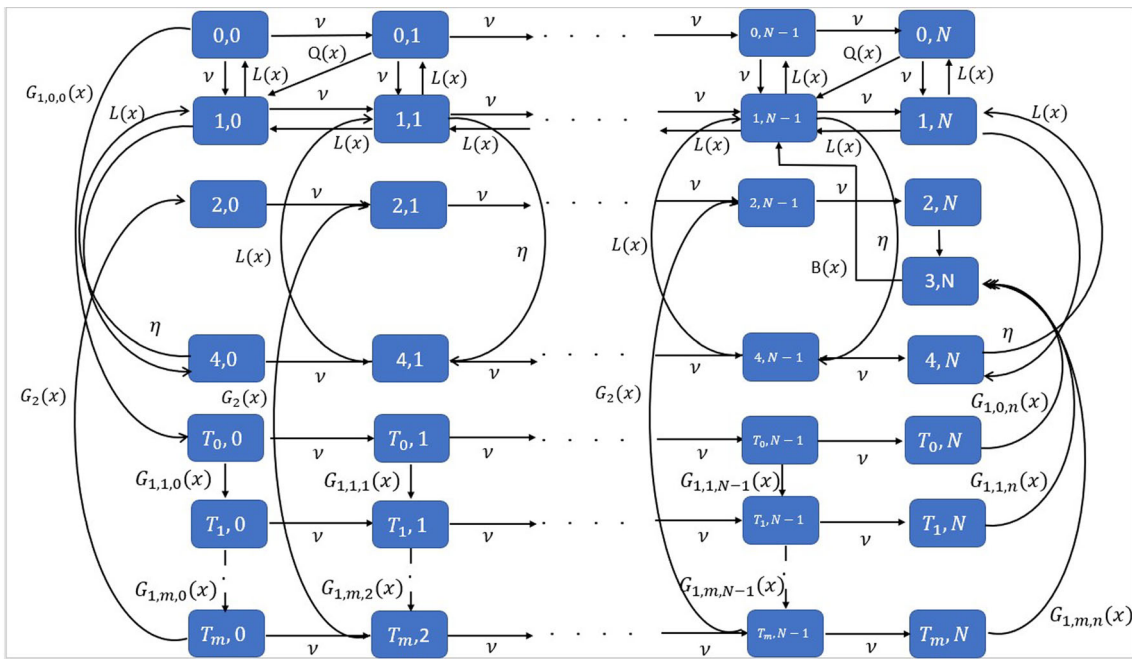 ν ν ν ν
0,0 0,1 . . . . 0, N − 1 0, N
Q(x) Q(x)
ν L(x) ν L(x) ν L(x) ν L(x)
G₁,₀,₀(x)
L(x) ν ν ν ν L(x)
1,0 1,1 . . . . 1, N − 1 1, N
L(x) L(x) L(x) L(x)
ν ν ν ν
2,0 2,1 . . . . 2, N − 1 2, N
L(x) η L(x) η
B(x) 3,N
η η
4,0 4,1 . . . . 4, N − 1 4, N
ν ν ν ν
G₂(x) G₂(x) G₂(x) G₁,₀,ₙ(x)
T₀, 0 T₀, 1 . . . . T₀, N − 1 T₀, N
ν ν ν ν
G₁,₁,₀(x) G₁,₁,₁(x) G₁,₁,N−₁(x) G₁,₁,ₙ(x)
T₁, 0 T₁, 1 . . . . T₁, N − 1 T₁, N
ν ν ν ν
G₁,ₘ,₀(x) G₁,ₘ,₂(x) G₁,ₘ,N−₁(x)
G₁,ₘ,ₙ(x)
Tₘ, 0 Tₘ, 2 . . . . Tₘ, N − 1 Tₘ, N
ν ν ν ν